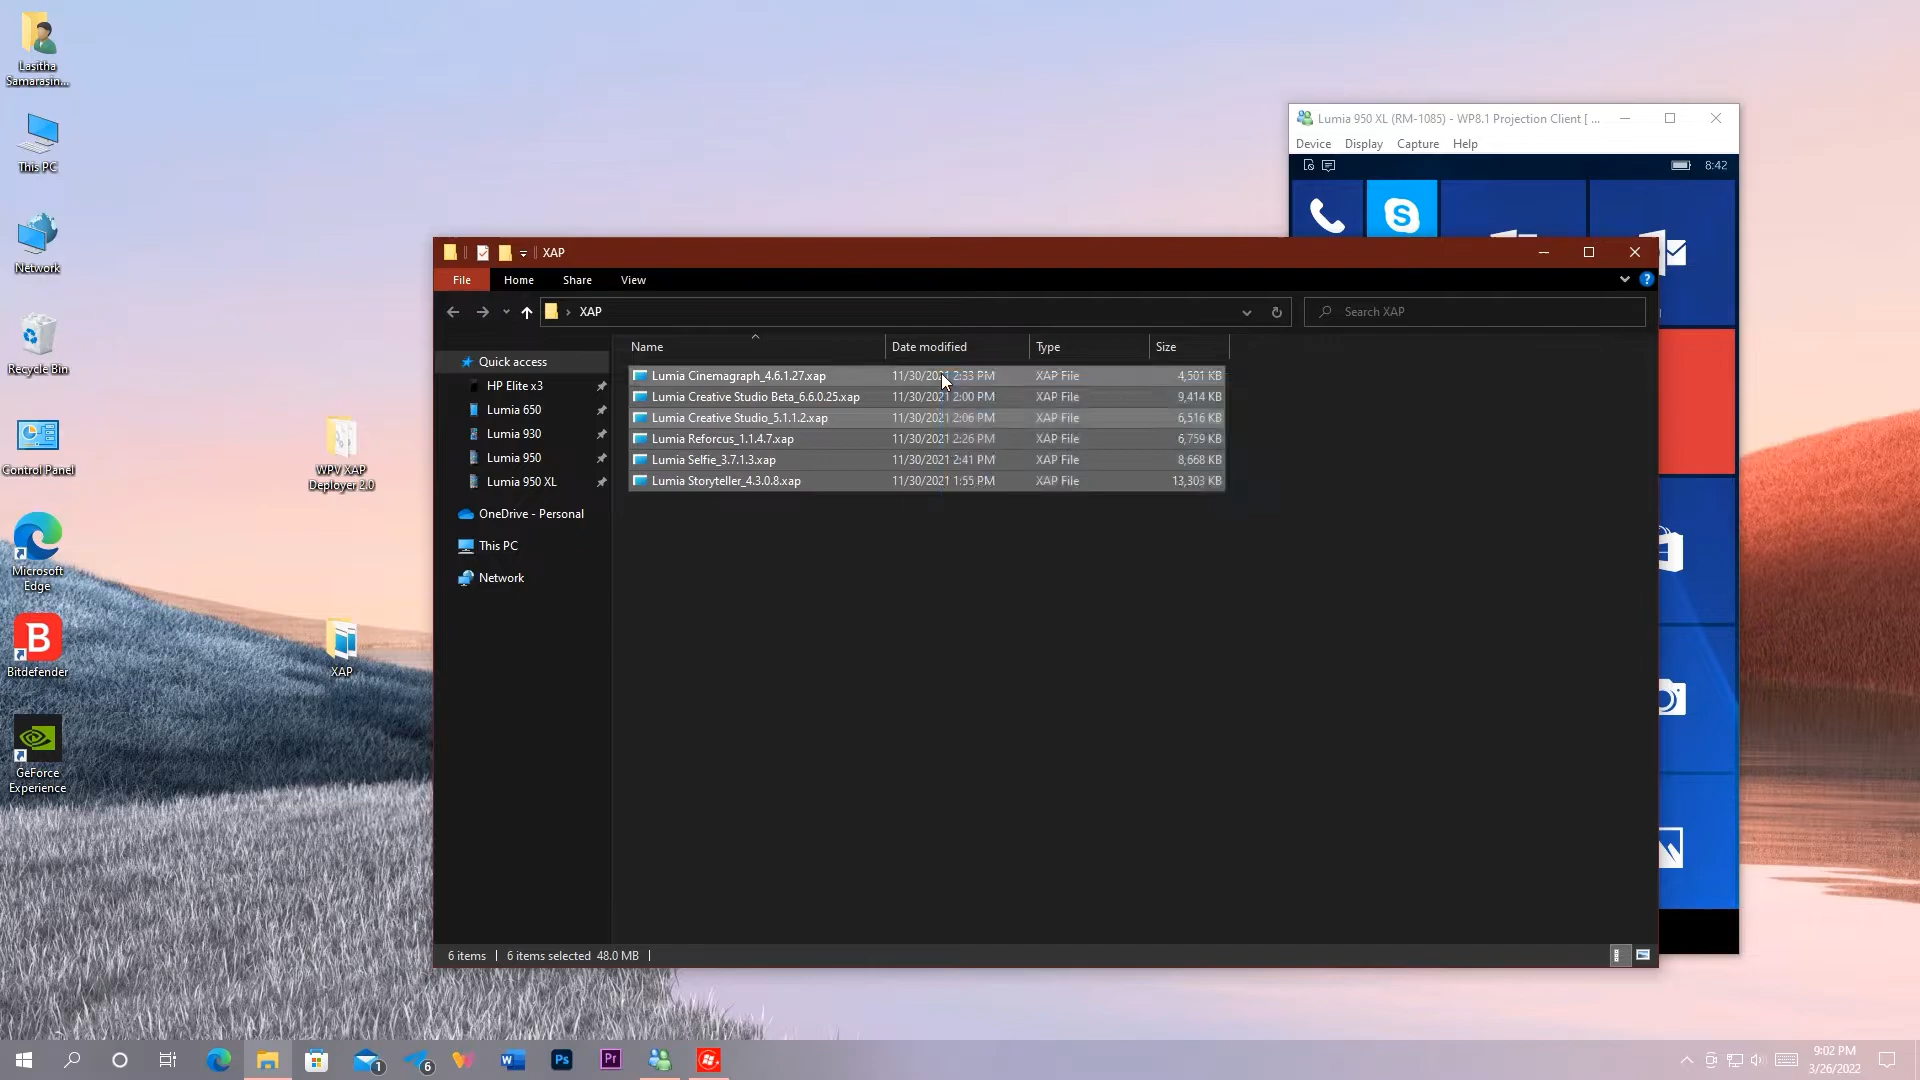 Lasitha
Samarasin...
This PC
Network
Recycle Bin
Control Panel
Microsoft
Edge
Bitdefender
GeForce
Experience
WPV XAP
Deployer 2.0
XAP
Lumia 950 XL (RM-1085) - WP8.1 Projection Client [ ...
Device Display Capture Help
8:42
XAP
File Home Share View
XAP
Search XAP
Name Date modified Type Size
Lumia Cinemagraph_4.6.1.27.xap 11/30/2021 2:33 PM XAP File 4,501 KB
Lumia Creative Studio Beta_6.6.0.25.xap 11/30/2021 2:00 PM XAP File 9,414 KB
Lumia Creative Studio_5.1.1.2.xap 11/30/2021 2:06 PM XAP File 6,516 KB
Lumia Reforcus_1.1.4.7.xap 11/30/2021 2:26 PM XAP File 6,759 KB
Lumia Selfie_3.7.1.3.xap 11/30/2021 2:41 PM XAP File 8,668 KB
Lumia Storyteller_4.3.0.8.xap 11/30/2021 1:55 PM XAP File 13,303 KB
Quick access
HP Elite x3
Lumia 650
Lumia 930
Lumia 950
Lumia 950 XL
OneDrive - Personal
This PC
Network
6 items 6 items selected 48.0 MB
1
6
9:02 PM
3/26/2022